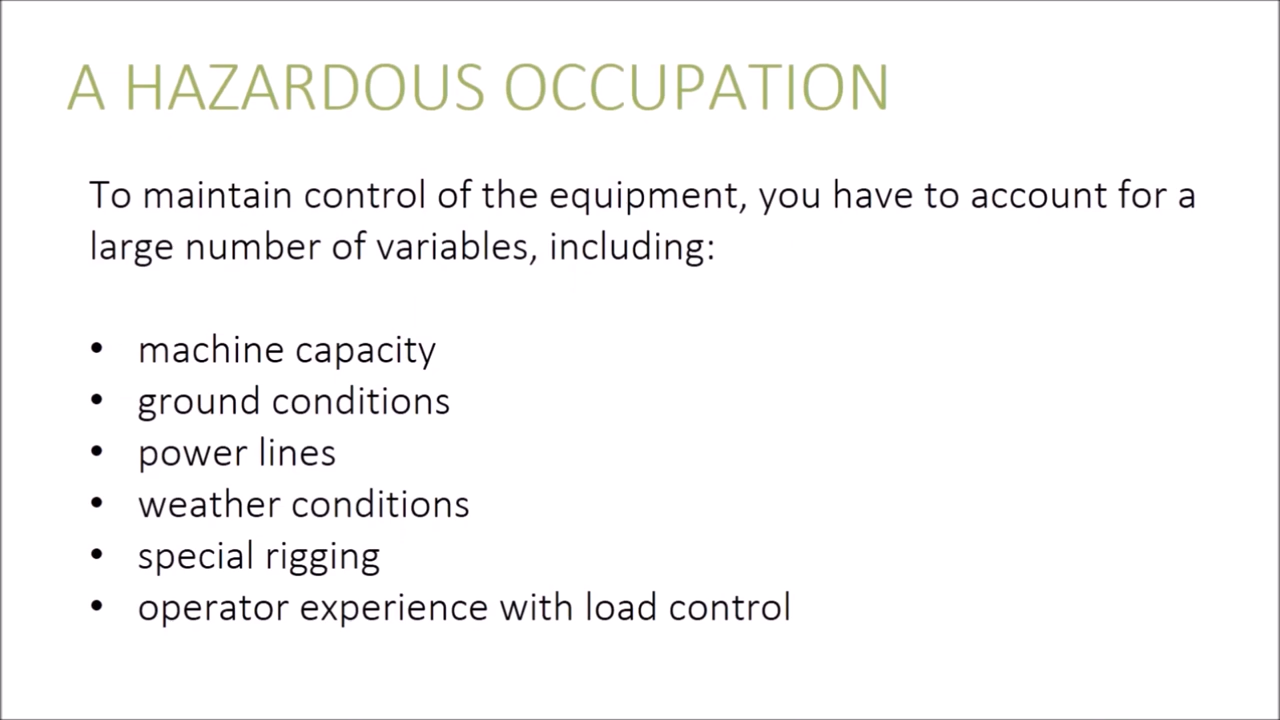 A HAZARDOUS OCCUPATION
To maintain control of the equipment, you have to account for a
large number of variables, including:
• machine capacity
• ground conditions
• power lines
• weather conditions
• special rigging
• operator experience with load control